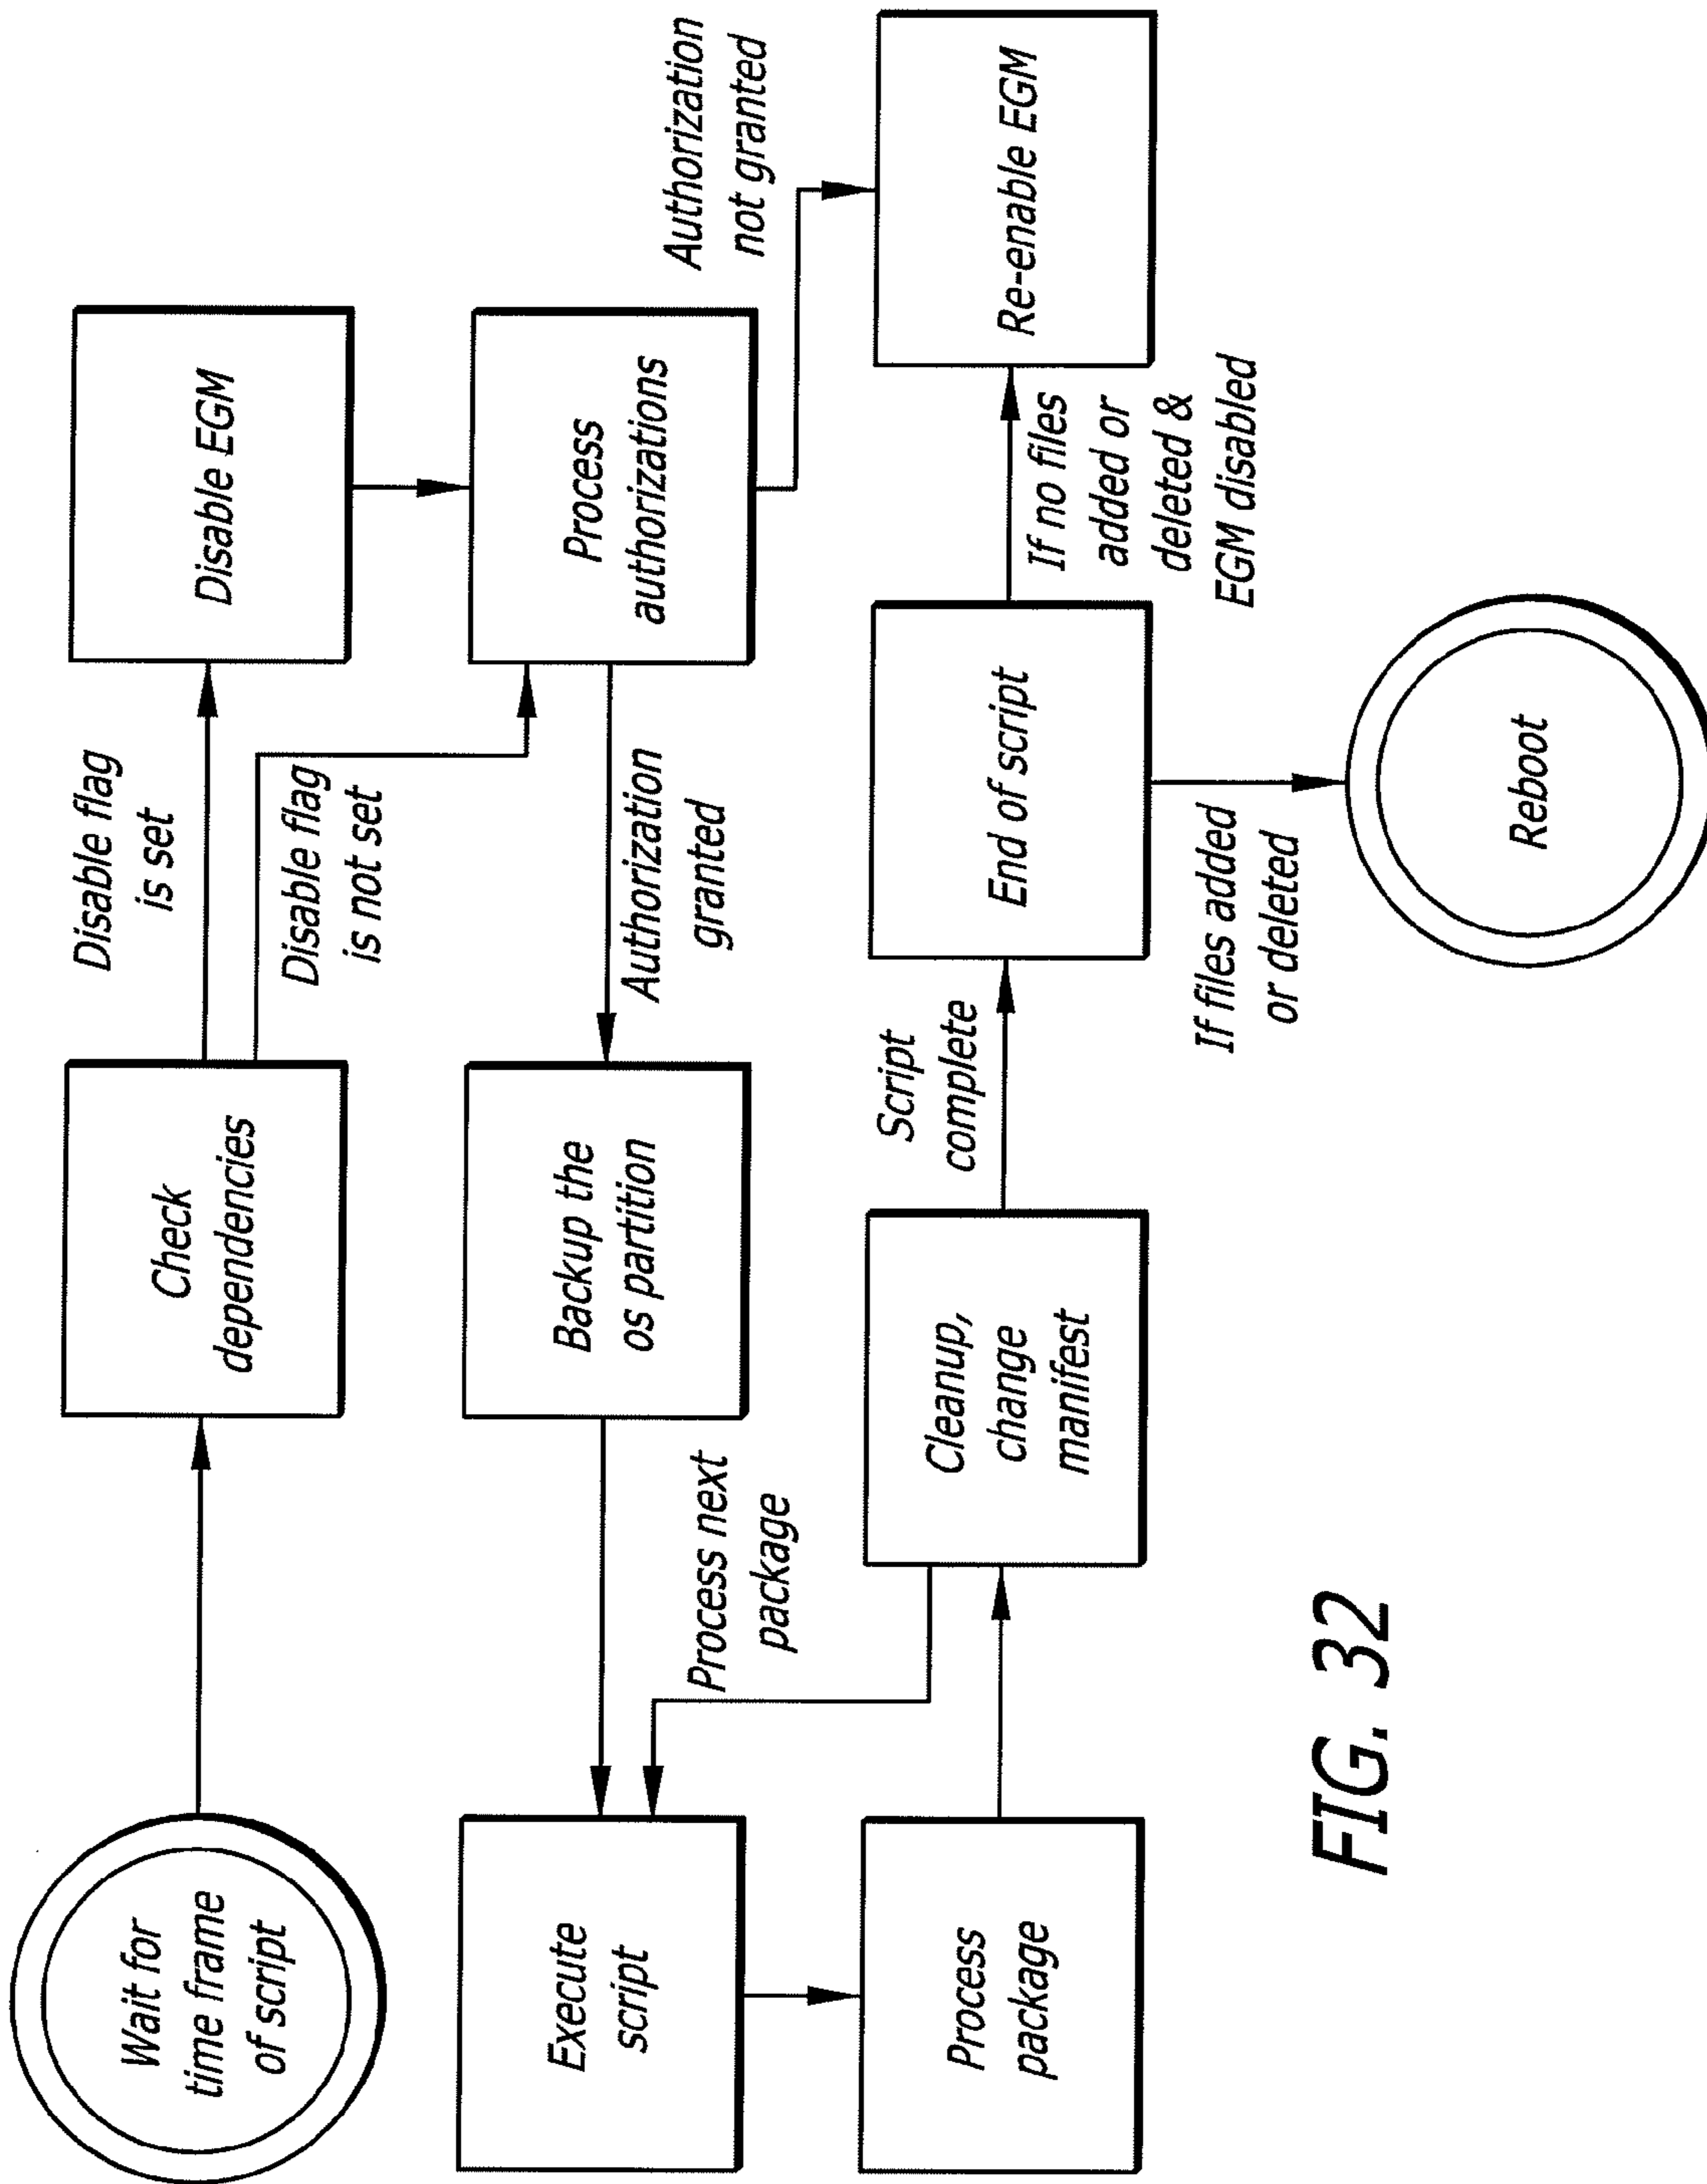 Wait for
time frame
of script
Check
dependencies
Disable flag
is set
Disable flag
is not set
Disable EGM
Execute
script
Backup the
os partition
Authorization
granted
Process
authorizations
Authorization
not granted
Process next
package
Process
package
Cleanup,
change
manifest
Script
complete
End of script
If no files
added or
deleted &
EGM disabled
Re-enable EGM
If files added
or deleted
Reboot
FIG. 32